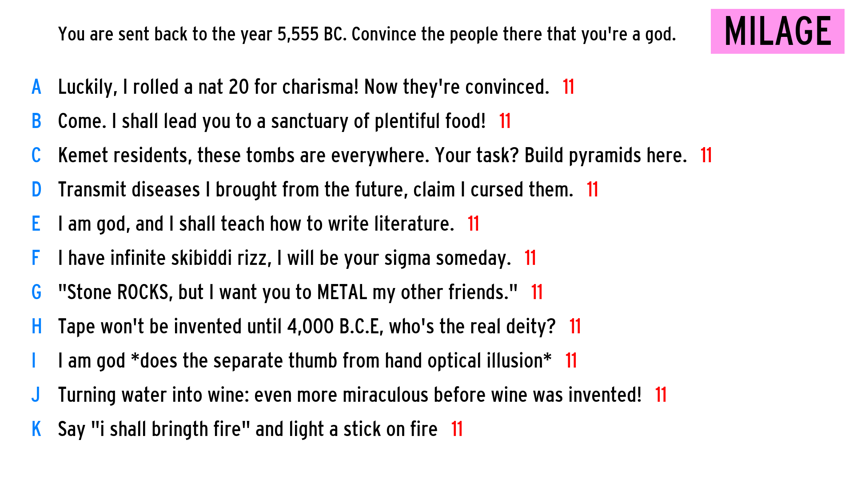 You are sent back to the year 5,555 BC. Convince the people there that you're a god.
MILAGE
A Luckily, I rolled a nat 20 for charisma! Now they're convinced. 11
B Come. I shall lead you to a sanctuary of plentiful food! 11
C Kemet residents, these tombs are everywhere. Your task? Build pyramids here. 11
D Transmit diseases I brought from the future, claim I cursed them. 11
E I am god, and I shall teach how to write literature. 11
F I have infinite skibiddi rizz, I will be your sigma someday. 11
G "Stone ROCKS, but I want you to METAL my other friends." 11
H Tape won't be invented until 4,000 B.C.E, who's the real deity? 11
I I am god *does the separate thumb from hand optical illusion* 11
J Turning water into wine: even more miraculous before wine was invented! 11
K Say "i shall bringth fire" and light a stick on fire 11